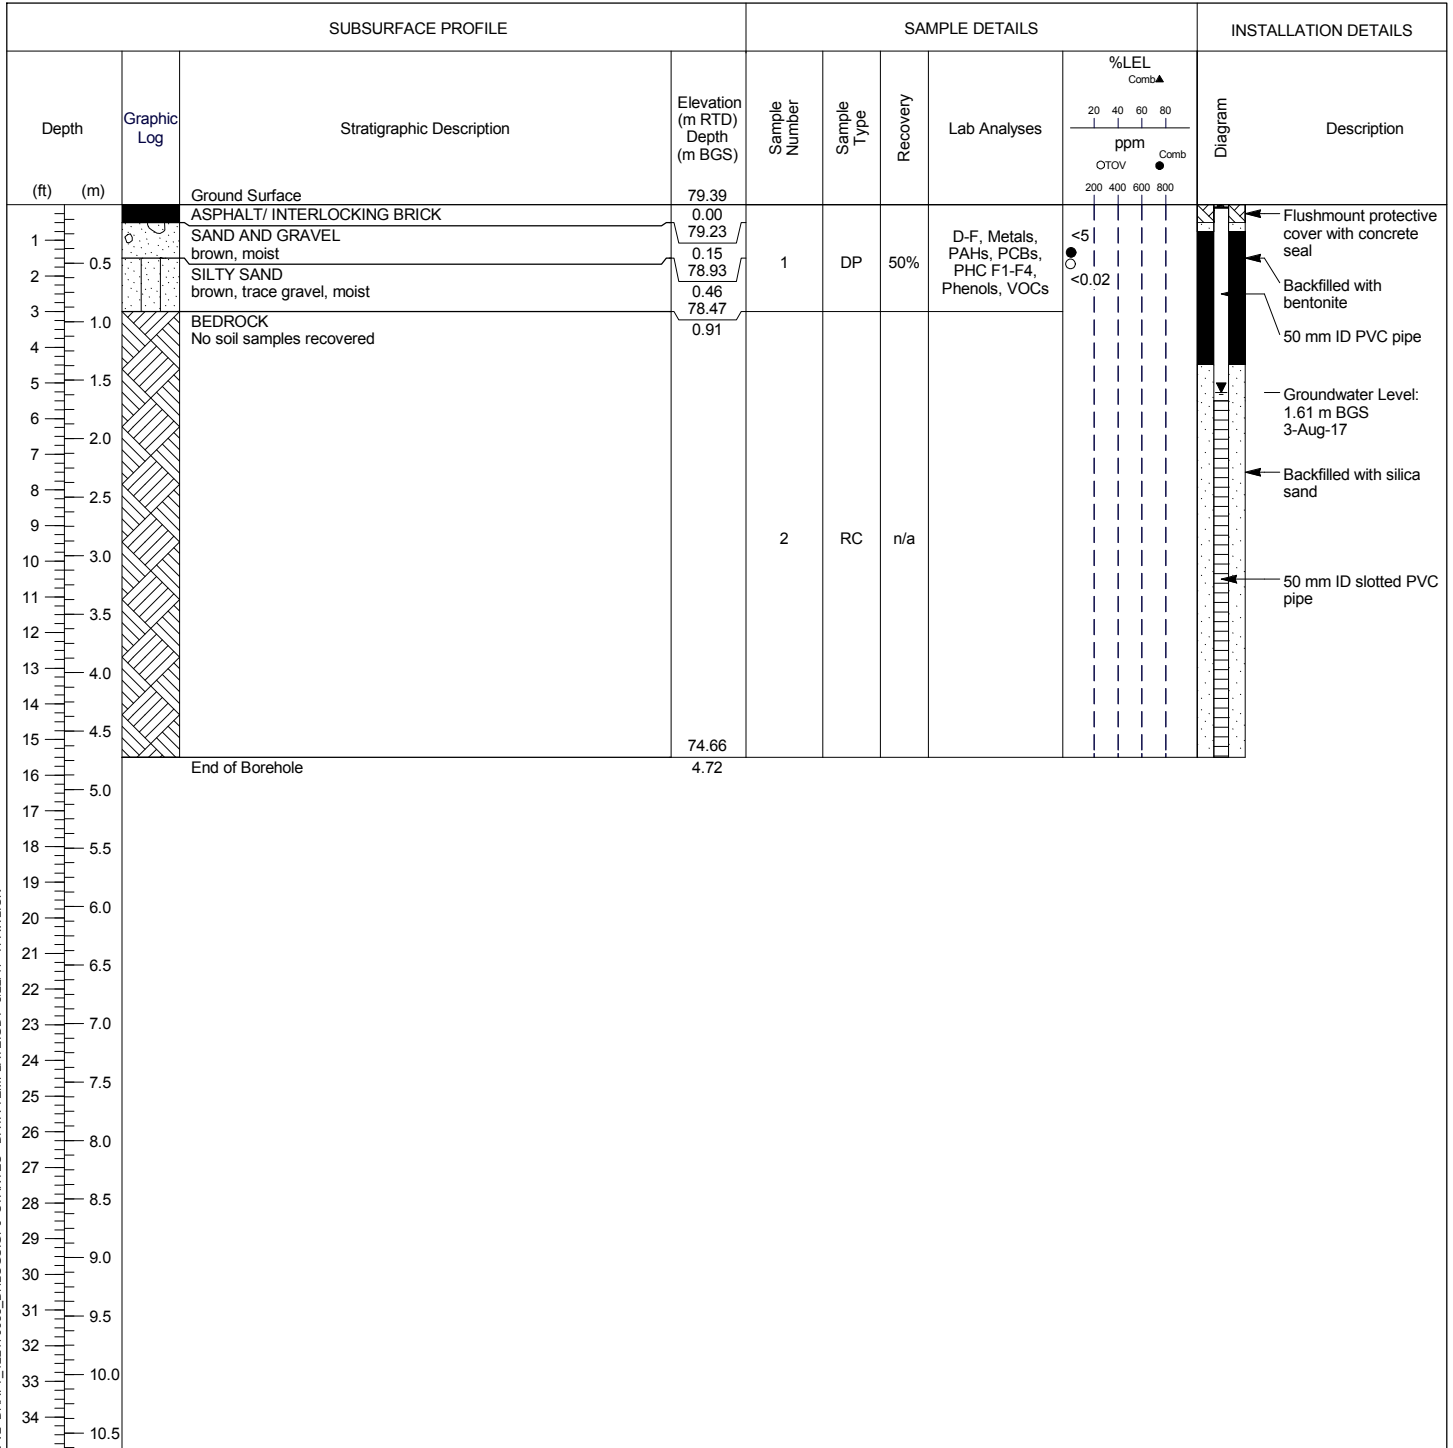 SUBSURFACE PROFILE
SAMPLE DETAILS
INSTALLATION DETAILS
Depth
(ft) (m)
Graphic
Log
Stratigraphic Description
Elevation
(m RTD)
Depth
(m BGS)
Sample
Number
Sample
Type
Recovery
Lab Analyses
%LEL
Comb▲
20 40 60 80
ppm
OTOV ● Comb
200 400 600 800
Diagram
Description
Ground Surface
79.39
ASPHALT/ INTERLOCKING BRICK
0.00
79.23
SAND AND GRAVEL
brown, moist
0.15
78.93
SILTY SAND
brown, trace gravel, moist
0.46
78.47
BEDROCK
No soil samples recovered
0.91
74.66
End of Borehole
4.72
1
DP
50%
D-F, Metals,
PAHs, PCBs,
PHC F1-F4,
Phenols, VOCs
<5
<0.02
2
RC
n/a
Flushmount protective
cover with concrete
seal
Backfilled with
bentonite
50 mm ID PVC pipe
Groundwater Level:
1.61 m BGS
3-Aug-17
Backfilled with silica
sand
50 mm ID slotted PVC
pipe
1
2
3
4
5
6
7
8
9
10
11
12
13
14
15
16
17
18
19
20
21
22
23
24
25
26
27
28
29
30
31
32
33
34
0.5
1.0
1.5
2.0
2.5
3.0
3.5
4.0
4.5
5.0
5.5
6.0
6.5
7.0
7.5
8.0
8.5
9.0
9.5
10.0
10.5